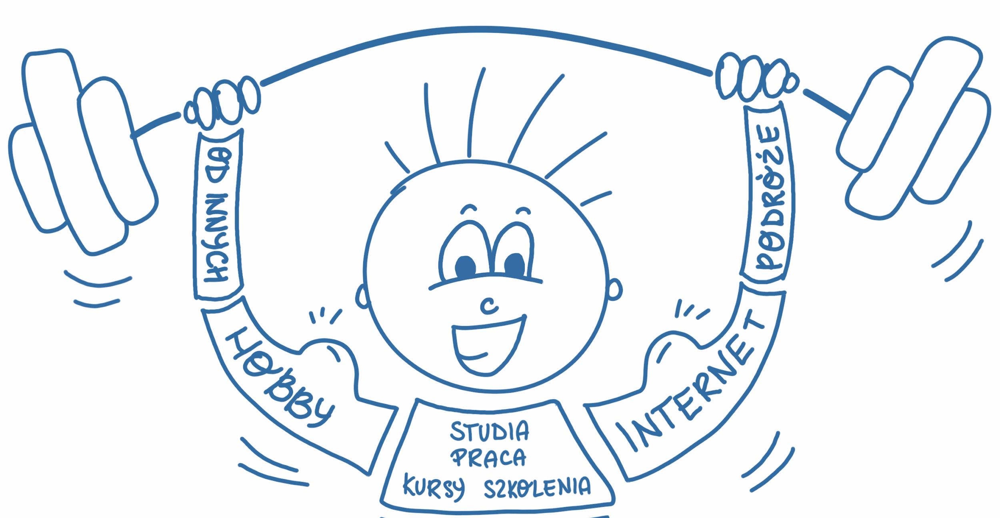 OD INNYCH
HOBBY
PODRÓŻE
INTERNET
STUDIA
PRACA
KURSY SZKOLENIA